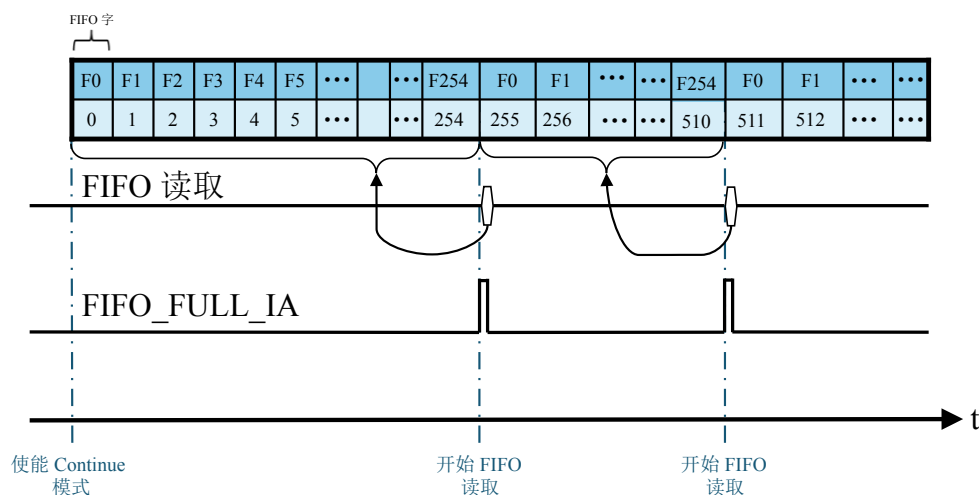 FIFO 字
F0 F1 F2 F3 F4 F5 ··· ··· F254 F0 F1 ··· ··· F254 F0 F1 ··· ···
0 1 2 3 4 5 ··· ··· 254 255 256 ··· ··· 510 511 512 ··· ···
FIFO 读取
FIFO_FULL_IA
t
使能 Continue
模式
开始 FIFO
读取
开始 FIFO
读取